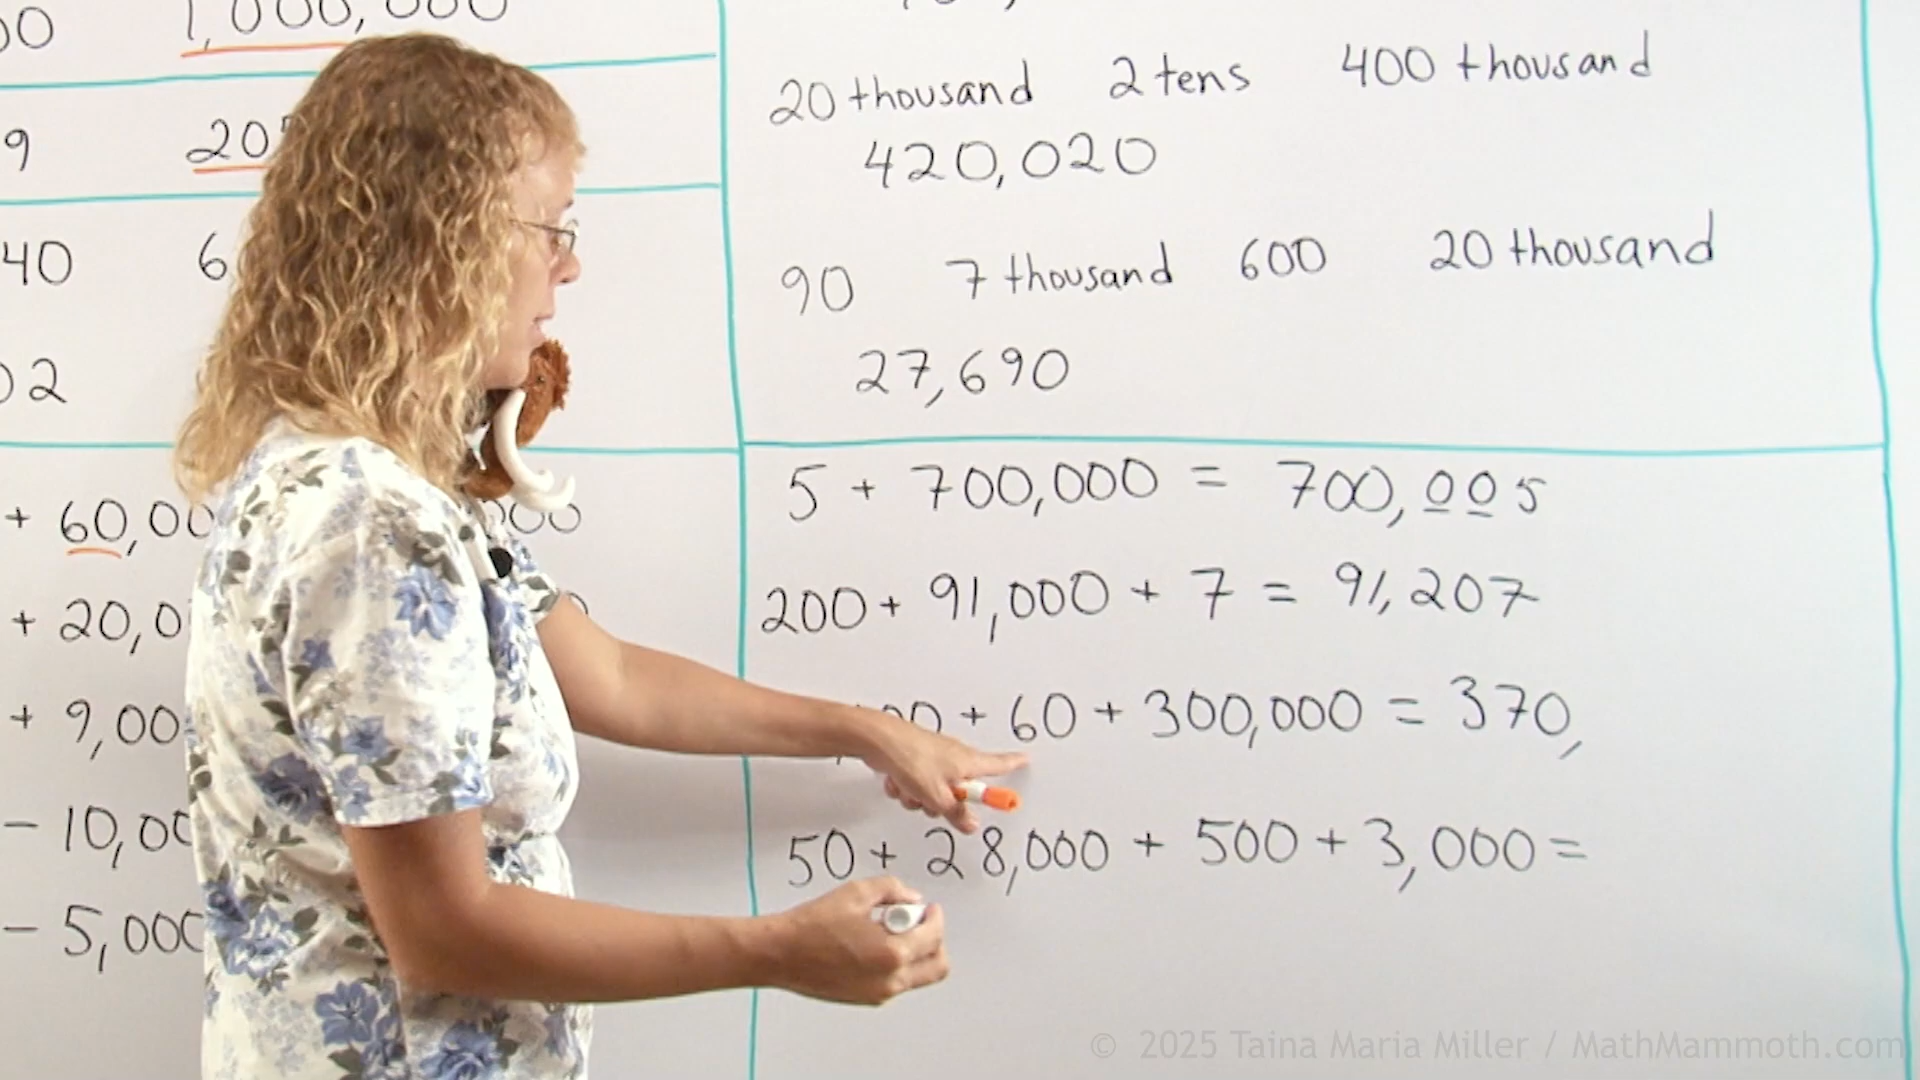 00 1,000,000
9 20
40 6
02
+ 60,00 000
+ 20,0 0
+ 9,00
- 10,00
- 5,000
20 thousand 2 tens 400 thousand
420,020
90 7 thousand 600 20 thousand
27,690
5 + 700,000 = 700,005
200 + 91,000 + 7 = 91,207
00 + 60 + 300,000 = 370,
50 + 28,000 + 500 + 3,000 =
© 2025 Taina Maria Miller / MathMammoth.com